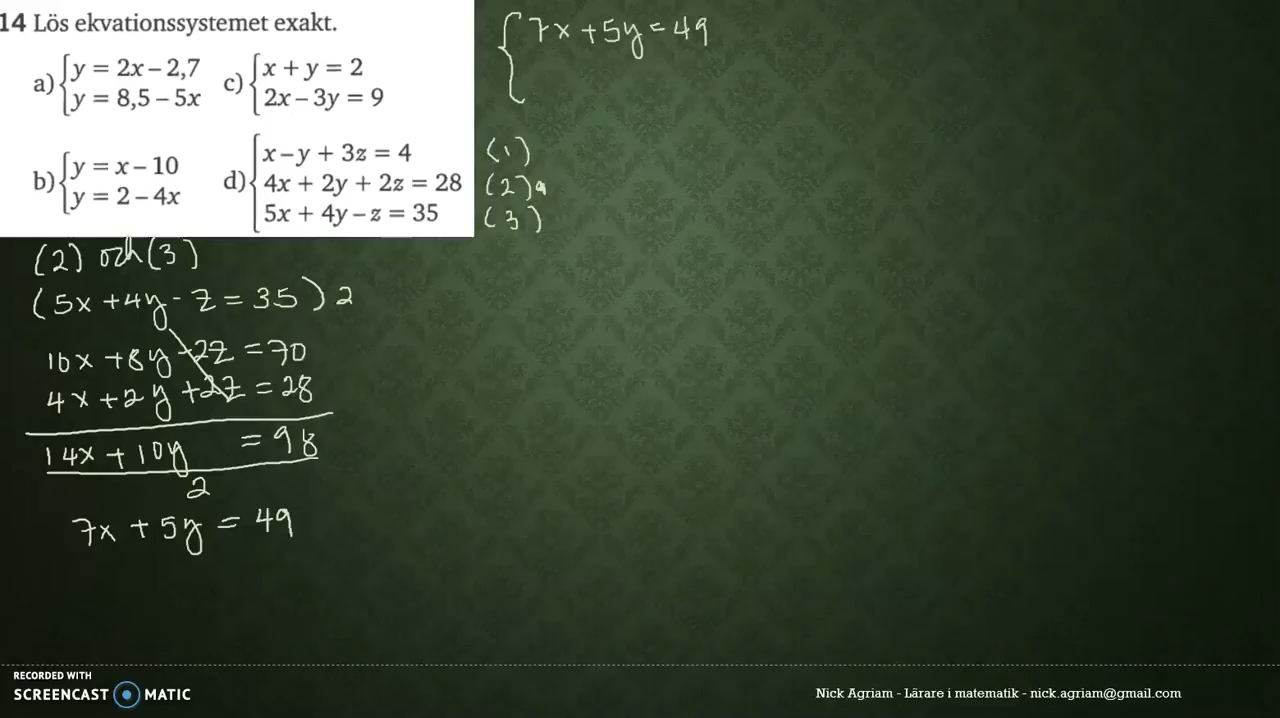 14 Lös ekvationssystemet exakt.
a) { y = 2x – 2,7
y = 8,5 – 5x
c) { x + y = 2
2x – 3y = 9
b) { y = x – 10
y = 2 – 4x
d) { x – y + 3z = 4
4x + 2y + 2z = 28
5x + 4y – z = 35
(1)
(2)
(3)
{ 7x + 5y = 49
(2) och (3)
(5x + 4y - z = 35) 2
10x + 8y - 2z = 70
4x + 2y + 2z = 28
14x + 10y = 98
2
7x + 5y = 49
RECORDED WITH
SCREENCAST MATIC
Nick Agriam - Lärare i matematik - nick.agriam@gmail.com